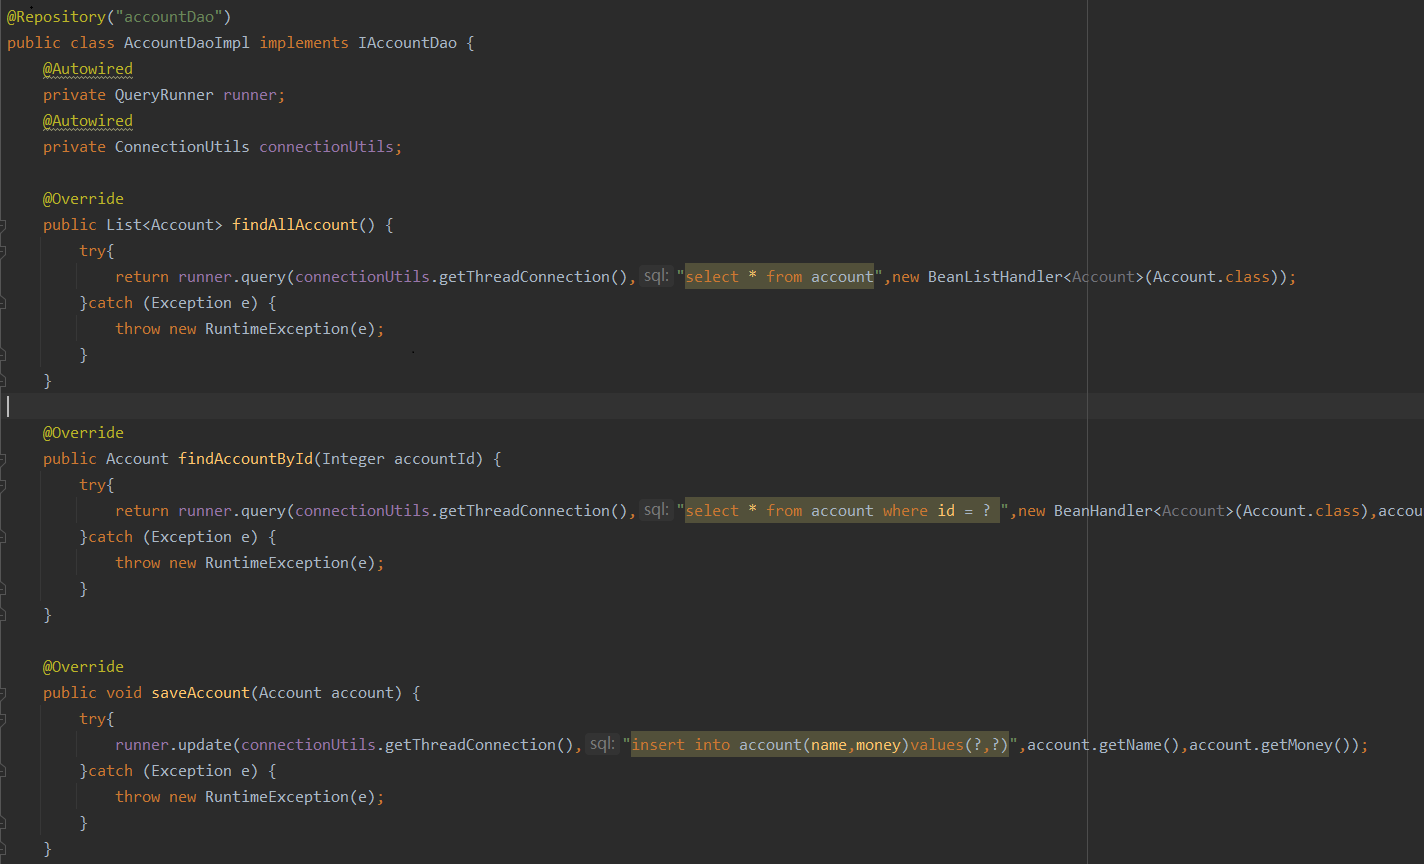 @Repository("accountDao")
public class AccountDaoImpl implements IAccountDao {
    @Autowired
    private QueryRunner runner;
    @Autowired
    private ConnectionUtils connectionUtils;

    @Override
    public List<Account> findAllAccount() {
        try{
            return runner.query(connectionUtils.getThreadConnection(), sql: "select * from account",new BeanListHandler<Account>(Account.class));
        }catch (Exception e) {
            throw new RuntimeException(e);
        }
    }

    @Override
    public Account findAccountById(Integer accountId) {
        try{
            return runner.query(connectionUtils.getThreadConnection(), sql: "select * from account where id = ? ",new BeanHandler<Account>(Account.class),accou
        }catch (Exception e) {
            throw new RuntimeException(e);
        }
    }

    @Override
    public void saveAccount(Account account) {
        try{
            runner.update(connectionUtils.getThreadConnection(), sql: "insert into account(name,money)values(?,?)",account.getName(),account.getMoney());
        }catch (Exception e) {
            throw new RuntimeException(e);
        }
    }